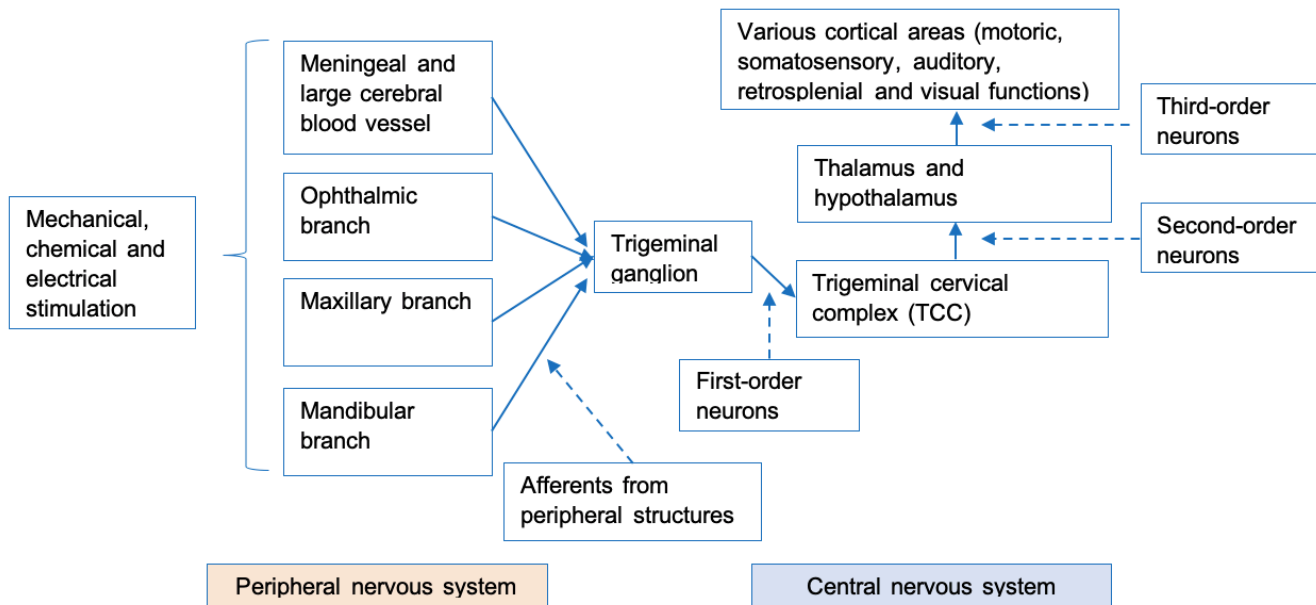 Mechanical,
chemical and
electrical
stimulation
Meningeal and
large cerebral
blood vessel
Ophthalmic
branch
Maxillary branch
Mandibular
branch
Trigeminal
ganglion
Afferents from
peripheral structures
First-order
neurons
Trigeminal cervical
complex (TCC)
Thalamus and
hypothalamus
Various cortical areas (motoric,
somatosensory, auditory,
retrosplenial and visual functions)
Third-order
neurons
Second-order
neurons
Peripheral nervous system
Central nervous system